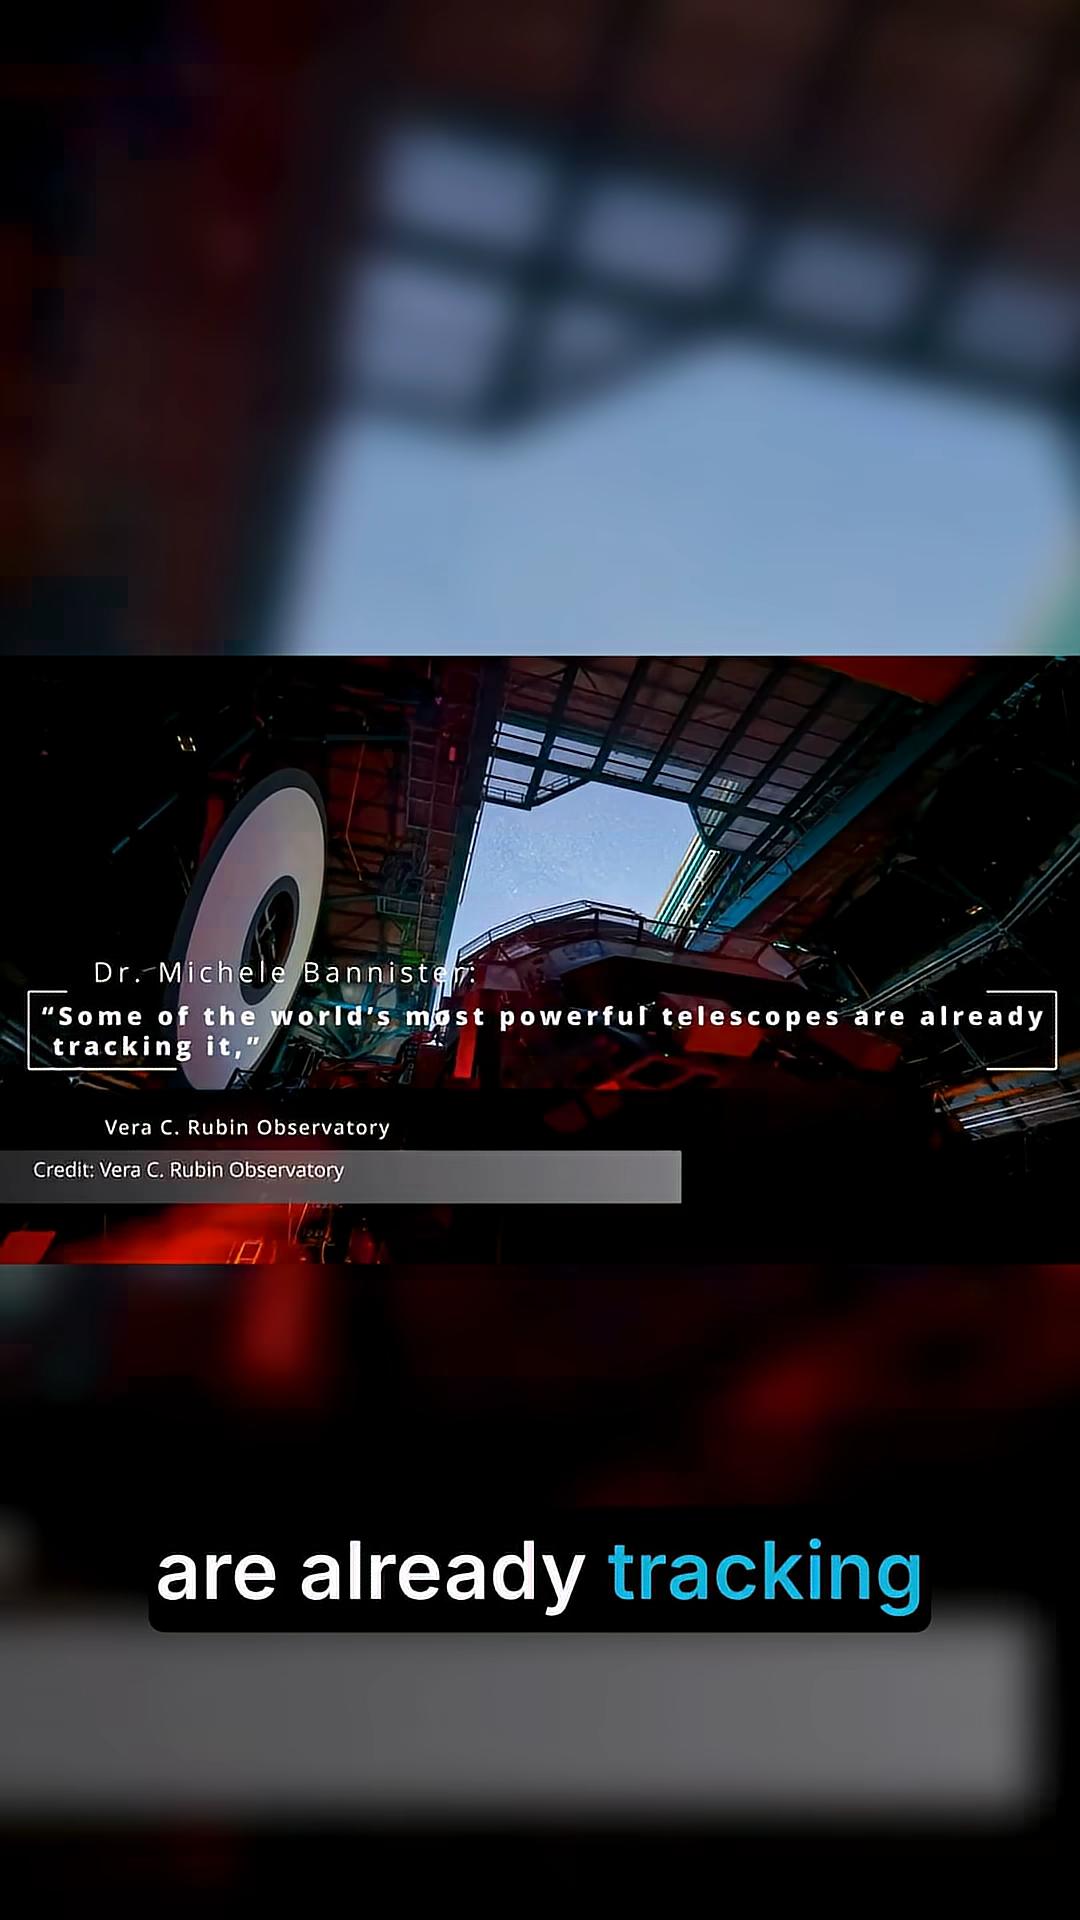 Dr. Michele Bannister:
“Some of the world’s most powerful telescopes are already
tracking it,”
Vera C. Rubin Observatory
Credit: Vera C. Rubin Observatory
are already tracking